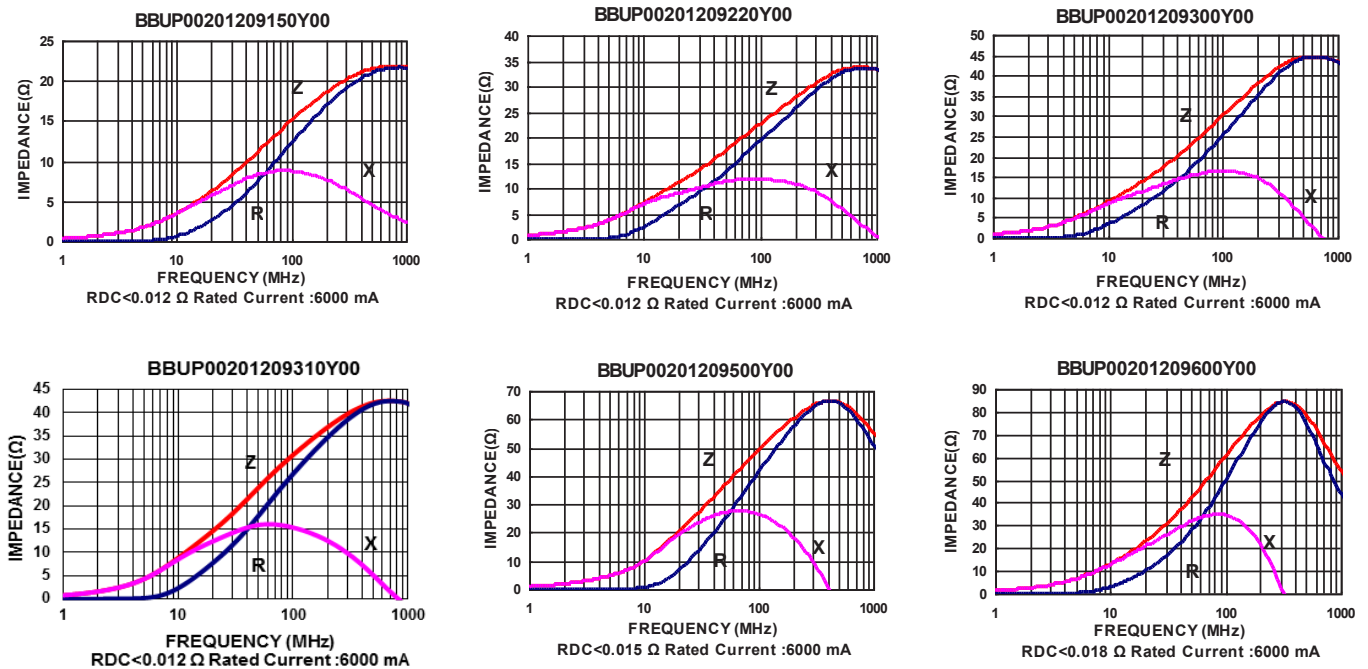 BBUP00201209150Y00
25
20
15
10
5
0
IMPEDANCE(Ω)
Z
X
R
1 10 100 1000
FREQUENCY (MHz)
RDC<0.012 Ω Rated Current :6000 mA
BBUP00201209220Y00
40
35
30
25
20
15
10
5
0
IMPEDANCE(Ω)
Z
X
R
1 10 100 1000
FREQUENCY (MHz)
RDC<0.012 Ω Rated Current :6000 mA
BBUP00201209300Y00
50
45
40
35
30
25
20
15
10
5
0
IMPEDANCE(Ω)
Z
X
R
1 10 100 1000
FREQUENCY (MHz)
RDC<0.012 Ω Rated Current :6000 mA
BBUP00201209310Y00
45
40
35
30
25
20
15
10
5
0
IMPEDANCE(Ω)
Z
X
R
1 10 100 1000
FREQUENCY (MHz)
RDC<0.012 Ω Rated Current :6000 mA
BBUP00201209500Y00
70
60
50
40
30
20
10
0
IMPEDANCE(Ω)
Z
X
R
1 10 100 1000
FREQUENCY (MHz)
RDC<0.015 Ω Rated Current :6000 mA
BBUP00201209600Y00
90
80
70
60
50
40
30
20
10
0
IMPEDANCE(Ω)
Z
X
R
1 10 100 1000
FREQUENCY (MHz)
RDC<0.018 Ω Rated Current :6000 mA